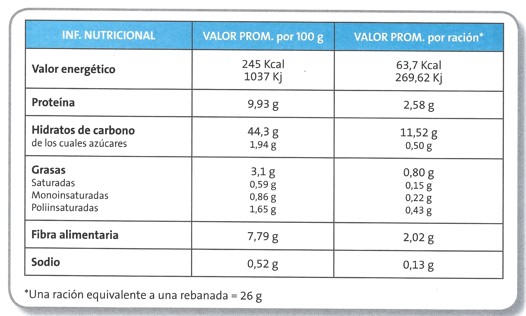 INF. NUTRICIONAL VALOR PROM. por 100 g VALOR PROM. por ración*
Valor energético 245 Kcal 63,7 Kcal
1037 Kj 269,62 Kj
Proteína 9,93 g 2,58 g
Hidratos de carbono 44,3 g 11,52 g
de los cuales azúcares 1,94 g 0,50 g
Grasas 3,1 g 0,80 g
Saturadas 0,59 g 0,15 g
Monoinsaturadas 0,86 g 0,22 g
Poliinsaturadas 1,65 g 0,43 g
Fibra alimentaria 7,79 g 2,02 g
Sodio 0,52 g 0,13 g
*Una ración equivalente a una rebanada = 26 g